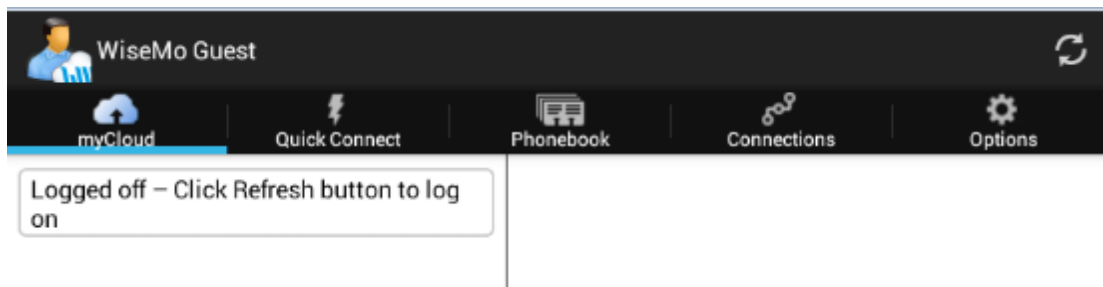 WiseMo Guest
myCloud
Quick Connect
Phonebook
Connections
Options
Logged off – Click Refresh button to log
on